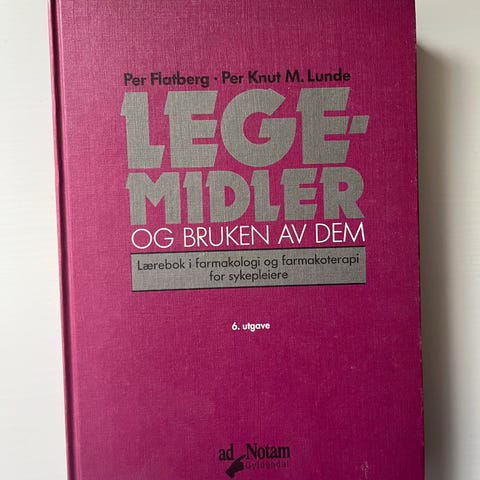 Per Flatberg · Per Knut M. Lunde
LEGE-
MIDLER
OG BRUKEN AV DEM
Lærebok i farmakologi og farmakoterapi
for sykepleiere
6. utgave
ad Notam
Gyldendal